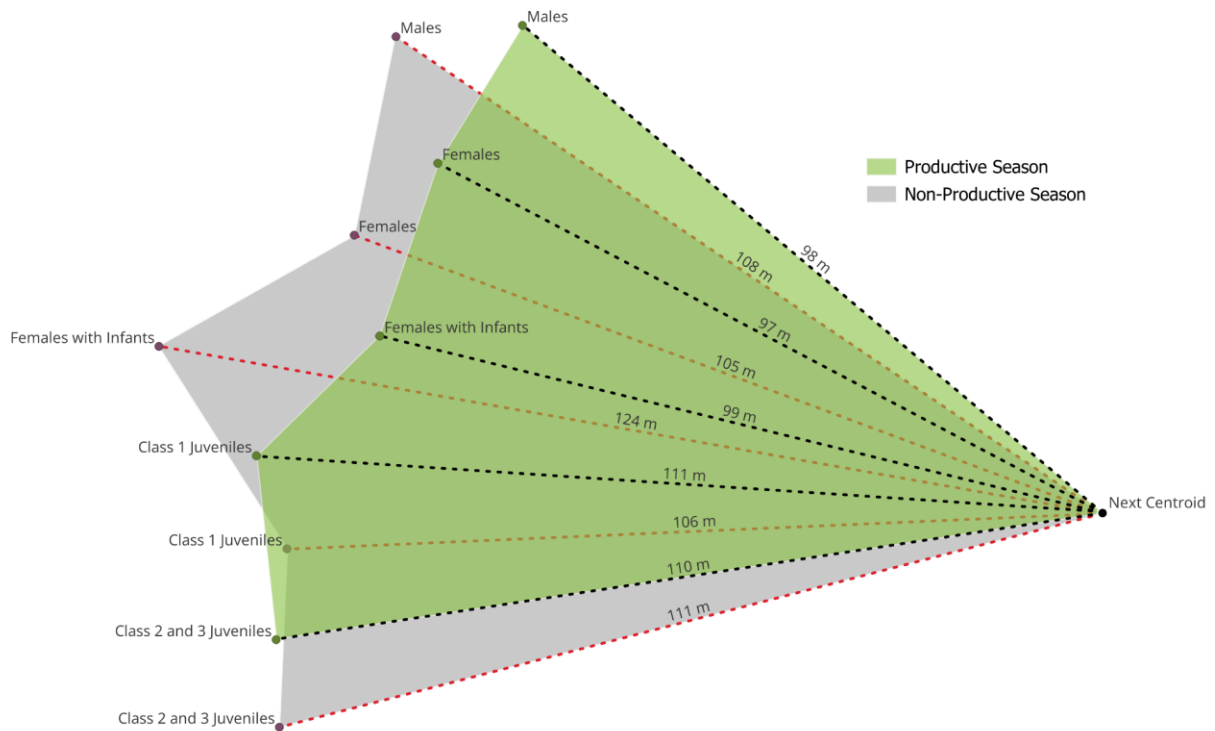 Males
Males
Females
Productive Season
Non-Productive Season
Females
98 m
108 m
Females with Infants
97 m
Females with Infants
105 m
99 m
124 m
Class 1 Juveniles
111 m
Next Centroid
106 m
Class 1 Juveniles
110 m
111 m
Class 2 and 3 Juveniles
Class 2 and 3 Juveniles